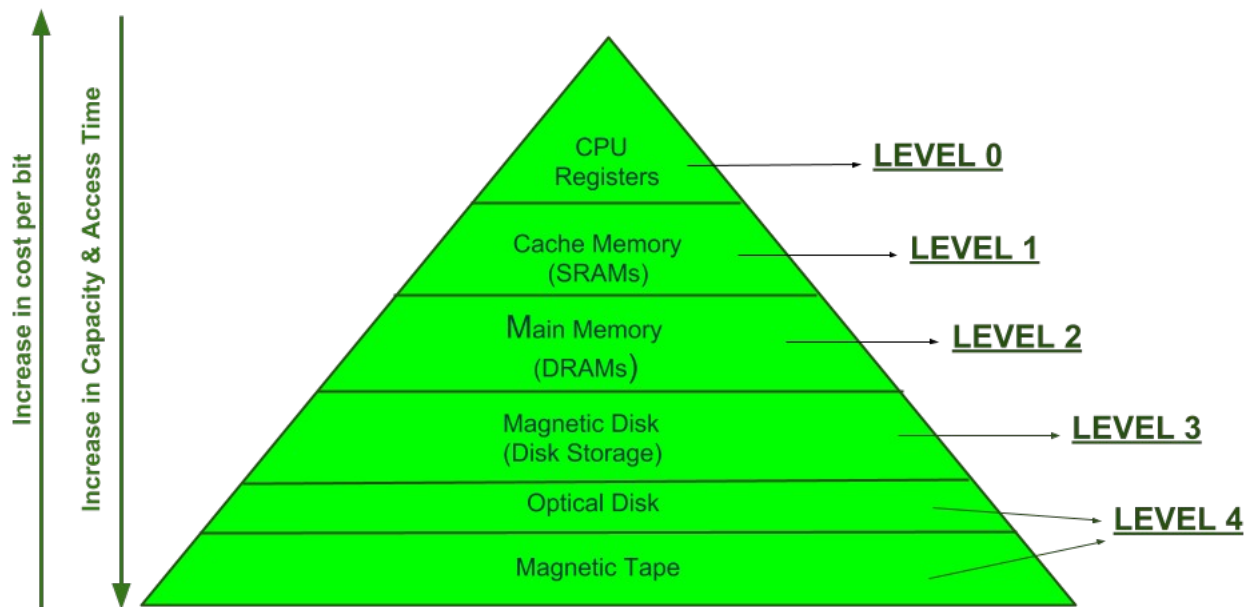 Increase in cost per bit
Increase in Capacity & Access Time
CPU
Registers
LEVEL 0
Cache Memory
(SRAMs)
LEVEL 1
Main Memory
(DRAMs)
LEVEL 2
Magnetic Disk
(Disk Storage)
LEVEL 3
Optical Disk
LEVEL 4
Magnetic Tape